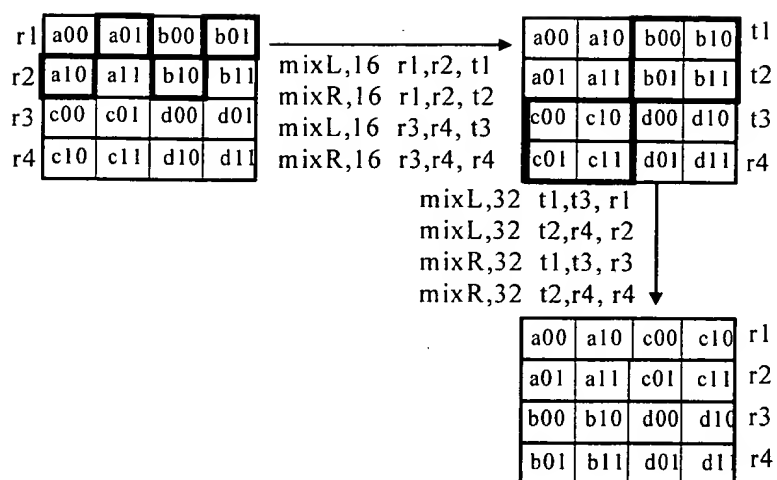 r1 a00 a01 b00 b01
r2 a10 a11 b10 b11
r3 c00 c01 d00 d01
r4 c10 c11 d10 d11
mixL,16 r1,r2, t1
mixR,16 r1,r2, t2
mixL,16 r3,r4, t3
mixR,16 r3,r4, r4
a00 a10 b00 b10 t1
a01 a11 b01 b11 t2
c00 c10 d00 d10 t3
c01 c11 d01 d11 r4
mixL,32 t1,t3, r1
mixL,32 t2,r4, r2
mixR,32 t1,t3, r3
mixR,32 t2,r4, r4
a00 a10 c00 c10 r1
a01 a11 c01 c11 r2
b00 b10 d00 d10 r3
b01 b11 d01 d11 r4